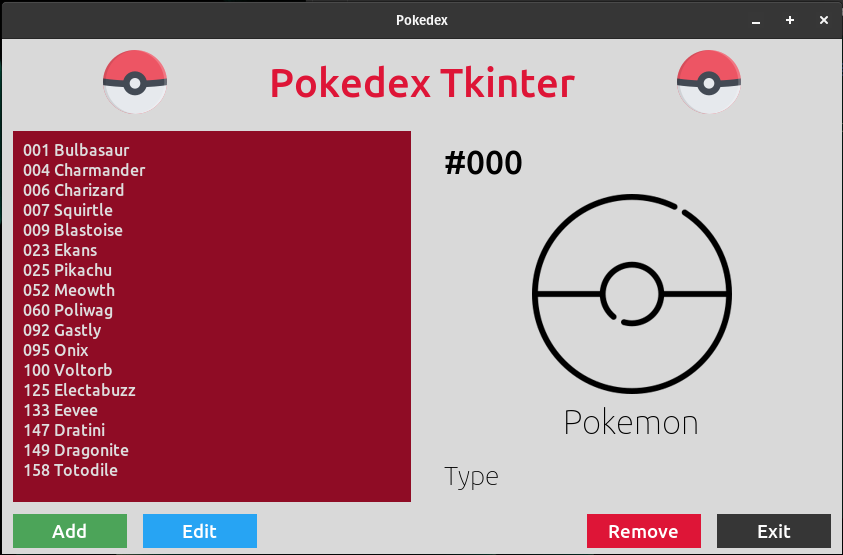 Pokedex
Pokedex Tkinter
001 Bulbasaur
004 Charmander
006 Charizard
007 Squirtle
009 Blastoise
023 Ekans
025 Pikachu
052 Meowth
060 Poliwag
092 Gastly
095 Onix
100 Voltorb
125 Electabuzz
133 Eevee
147 Dratini
149 Dragonite
158 Totodile
#000
Pokemon
Type
Add
Edit
Remove
Exit